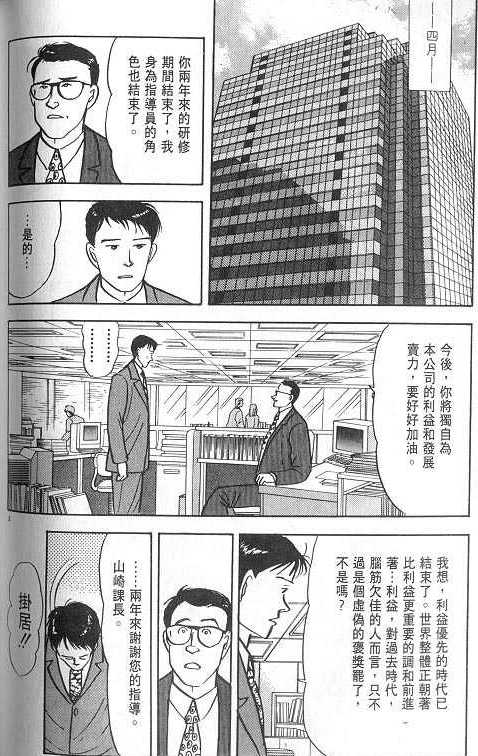 ——四月——
你兩年來的研修
期間結束了，我
身為指導員的角
色也結束了。
…是的…
今後，你將獨自為
本公司的利益和發展
賣力，要好好加油。
………
我想，利益優先的時代已
結束了。世界整體正朝著
比利益更重要的調和前進
著…利益，對過去時代，
腦筋欠佳的人而言，只不
過是個虛偽的褒獎罷了，
不是嗎？
……兩年來謝謝您的指導。
山崎課長。
掛居!!